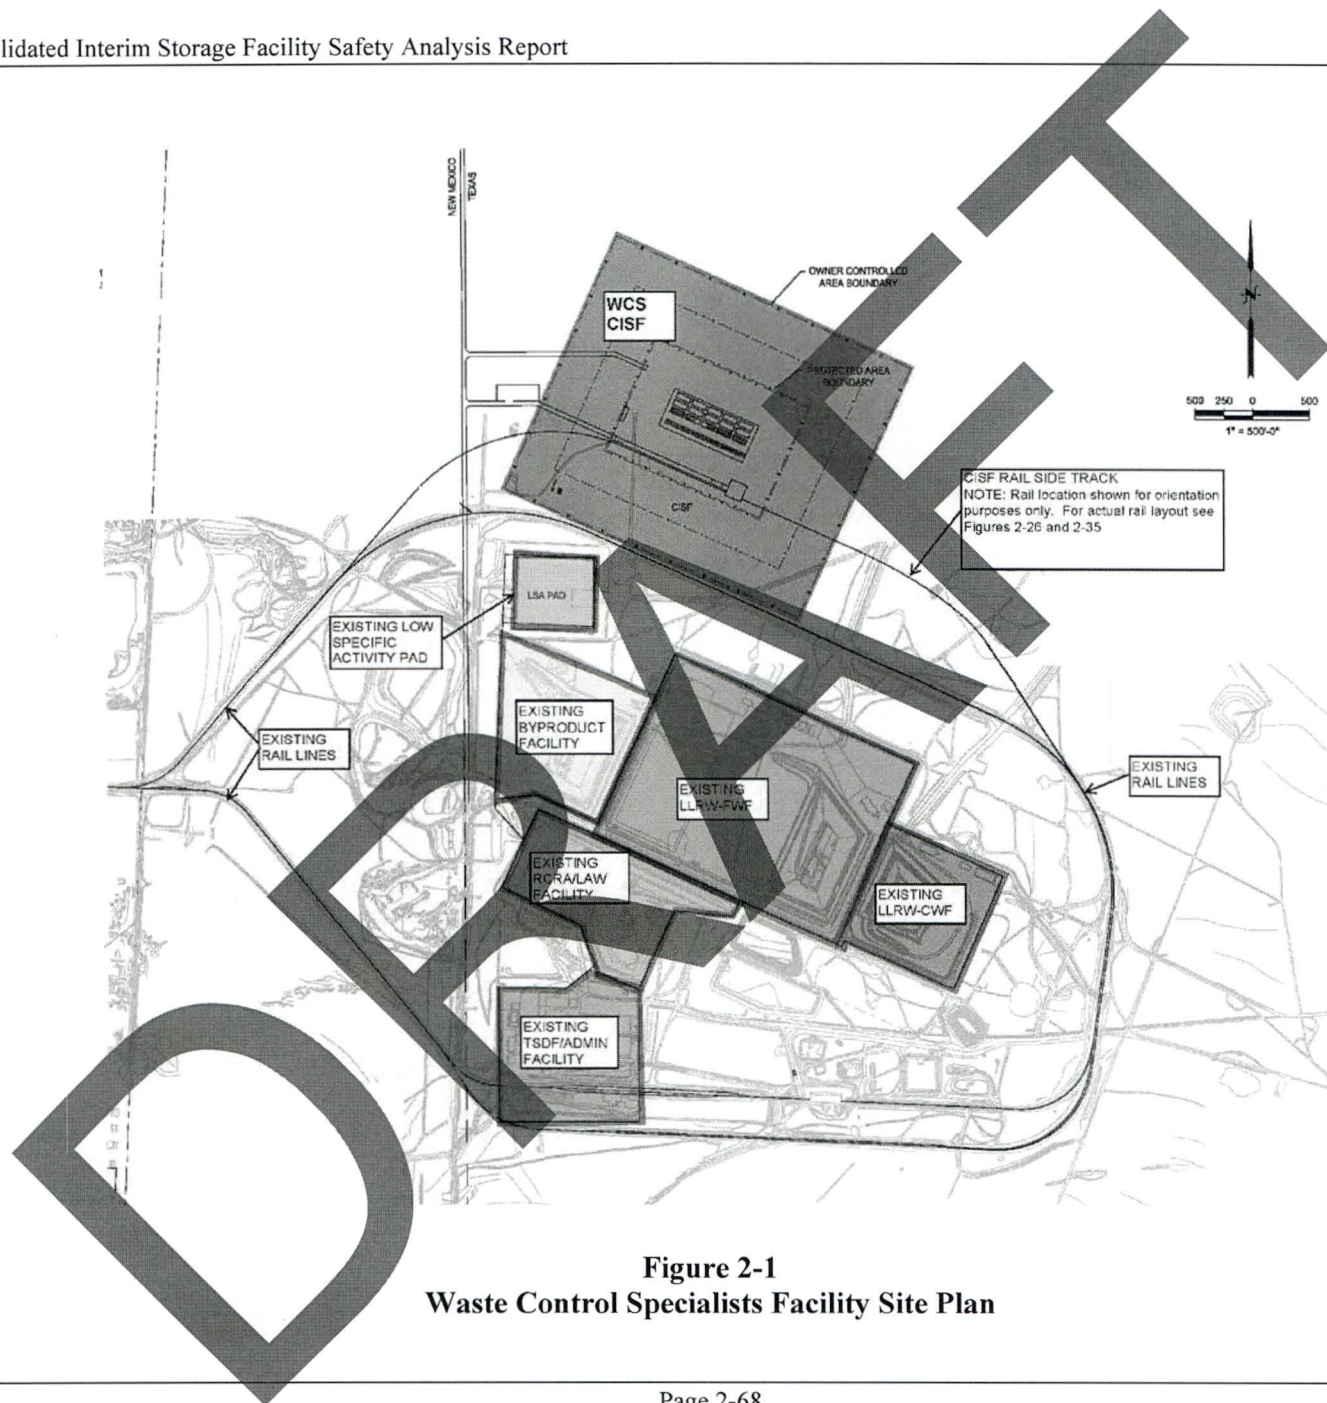 lidated Interim Storage Facility Safety Analysis Report
NEW MEXICO
TEXAS
OWNER CONTROLLED
AREA BOUNDARY
WCS
CISF
PROTECTED AREA
BOUNDARY
N
500 250 0 500
1" = 500'-0"
CISF RAIL SIDE TRACK
NOTE: Rail location shown for orientation
purposes only. For actual rail layout see
Figures 2-26 and 2-35
CISF
LSA PAD
EXISTING LOW
SPECIFIC
ACTIVITY PAD
EXISTING
BYPRODUCT
FACILITY
EXISTING
RAIL LINES
EXISTING
LLRW-FWF
EXISTING
RAIL LINES
EXISTING
RCRA/LAW
FACILITY
EXISTING
LLRW-CWF
EXISTING
TSDF/ADMIN
FACILITY
DRAFT
Figure 2-1
Waste Control Specialists Facility Site Plan
Page 2-68